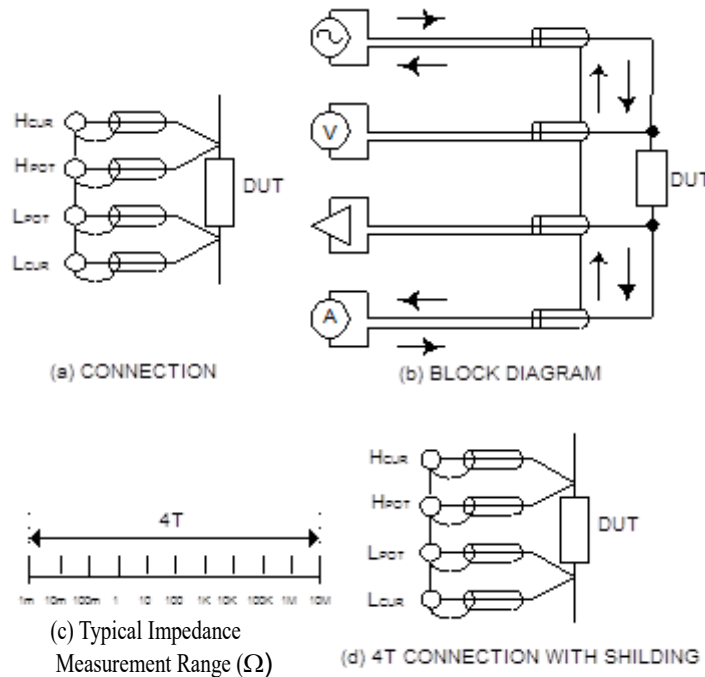 HCUR
HPOT
LPOT
LCUR
DUT
(a) CONNECTION
V
A
DUT
(b) BLOCK DIAGRAM
4T
1m 10m 100m 1 10 100 1K 10K 100K 1M 10M
(c) Typical Impedance
Measurement Range (Ω)
HCUR
HPOT
LPOT
LCUR
DUT
(d) 4T CONNECTION WITH SHILDING